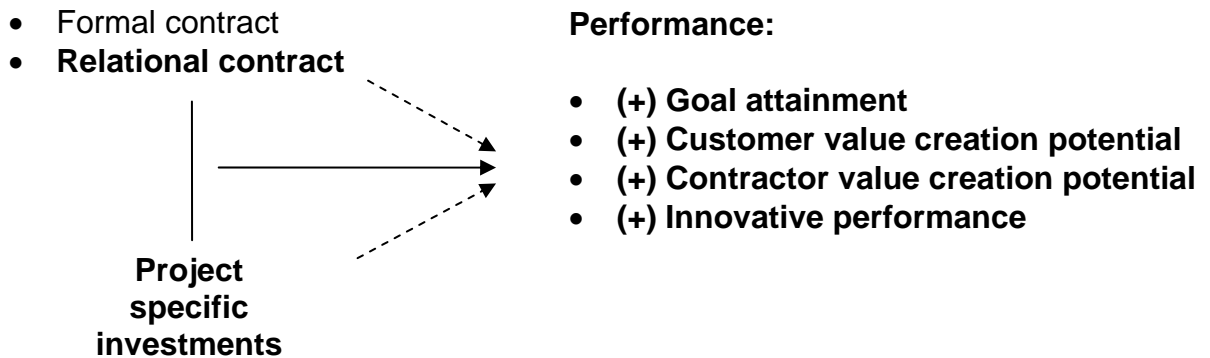 • Formal contract
• Relational contract
Project
specific
investments
Performance:
• (+) Goal attainment
• (+) Customer value creation potential
• (+) Contractor value creation potential
• (+) Innovative performance